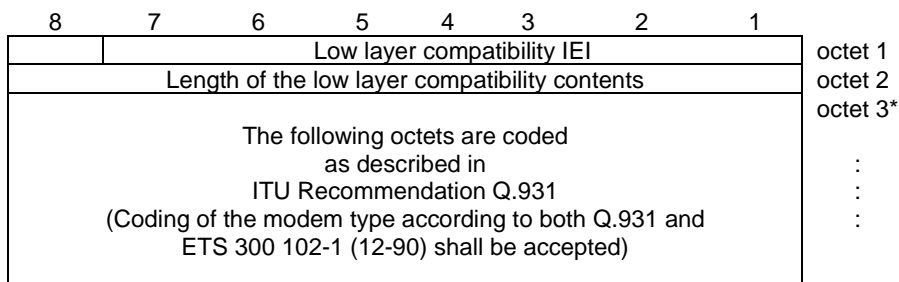 8 7 6 5 4 3 2 1
Low layer compatibility IEI octet 1
Length of the low layer compatibility contents octet 2
octet 3*
The following octets are coded
as described in :
ITU Recommendation Q.931 :
(Coding of the modem type according to both Q.931 and :
ETS 300 102-1 (12-90) shall be accepted)